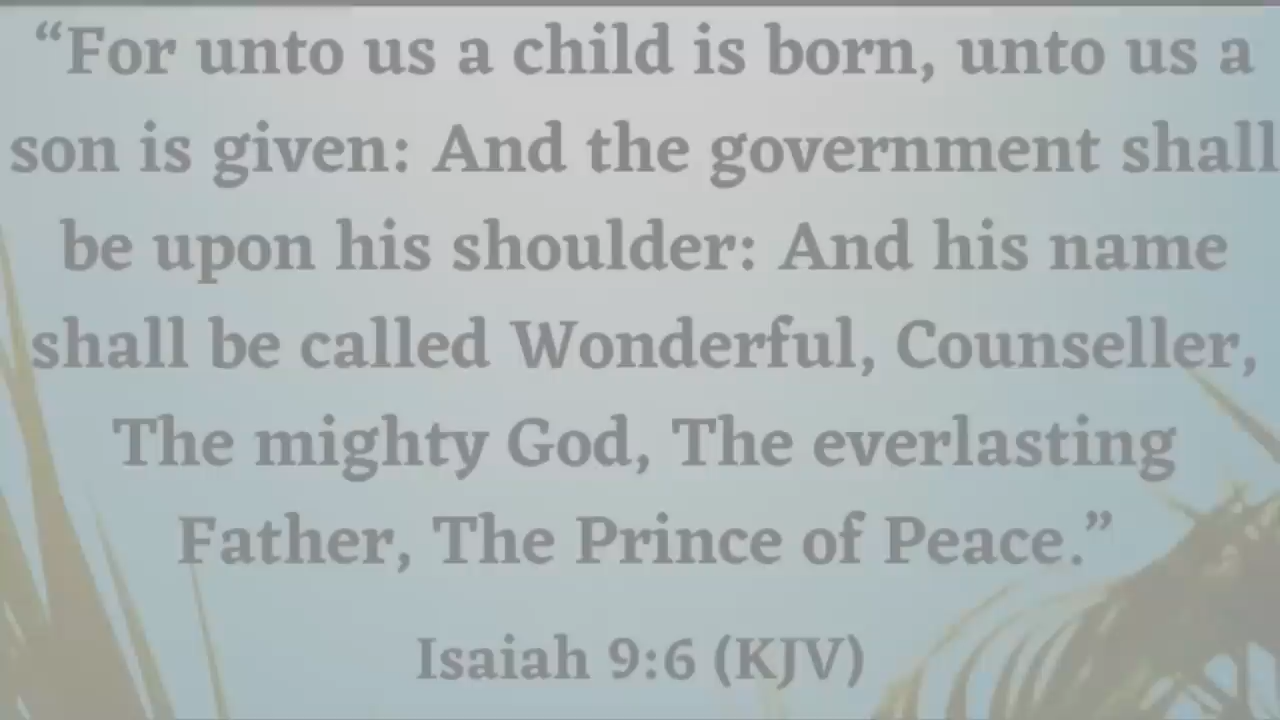 “For unto us a child is born, unto us a
son is given: And the government shall
be upon his shoulder: And his name
shall be called Wonderful, Counseller,
The mighty God, The everlasting
Father, The Prince of Peace.”
Isaiah 9:6 (KJV)